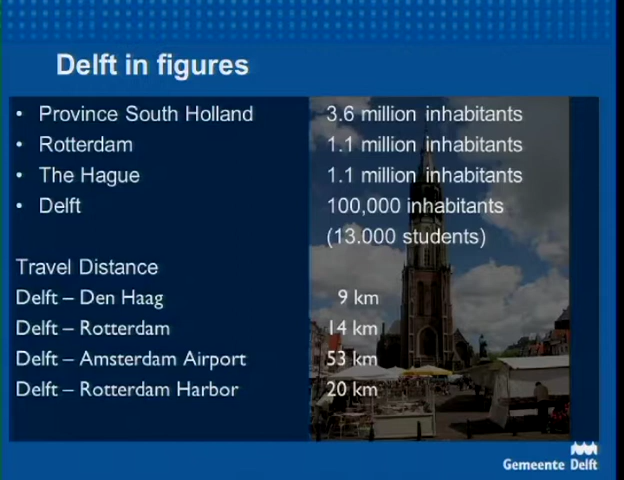 Delft in figures
• Province South Holland 3.6 million inhabitants
• Rotterdam 1.1 million inhabitants
• The Hague 1.1 million inhabitants
• Delft 100,000 inhabitants
(13.000 students)
Travel Distance
Delft – Den Haag 9 km
Delft – Rotterdam 14 km
Delft – Amsterdam Airport 53 km
Delft – Rotterdam Harbor 20 km
Gemeente Delft